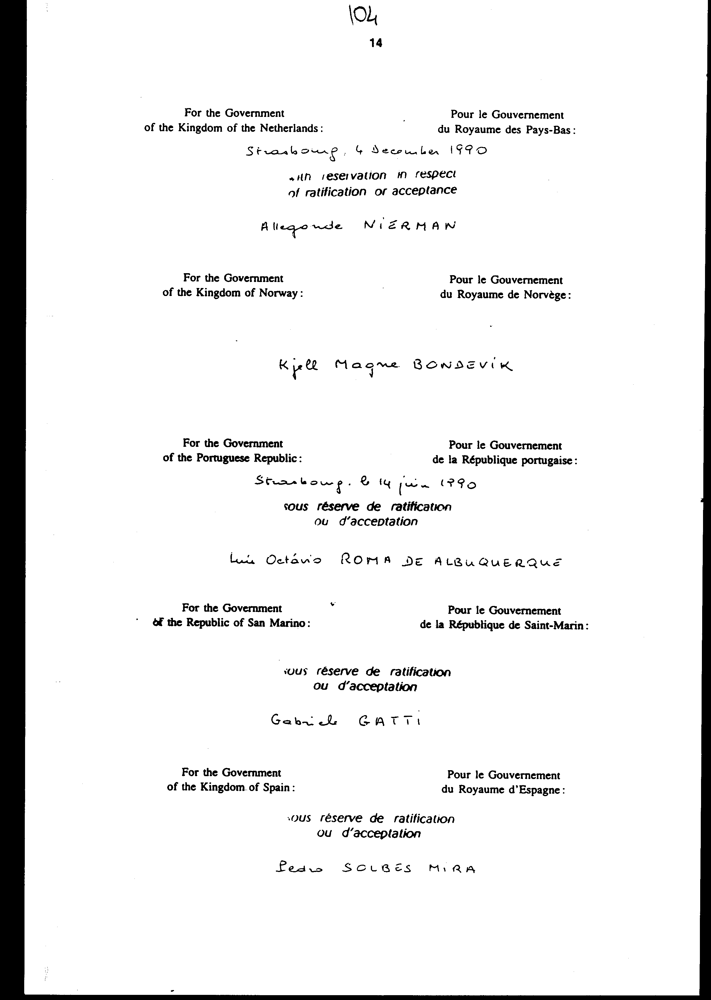 104
14
For the Government
of the Kingdom of the Netherlands:
Pour le Gouvernement
du Royaume des Pays-Bas:
Strasbourg, 4 December 1990
with reservation in respect
of ratification or acceptance
Allegonde NiERMAN
For the Government
of the Kingdom of Norway:
Pour le Gouvernement
du Royaume de Norvège:
Kjell Magne BONDEViK
For the Government
of the Portuguese Republic:
Pour le Gouvernement
de la République portugaise:
Strasbourg, le 14 juin 1990
sous réserve de ratification
ou d'acceptation
Luis Octávio ROMA DE ALBUQUERQUE
For the Government
of the Republic of San Marino:
Pour le Gouvernement
de la République de Saint-Marin:
sous réserve de ratification
ou d'acceptation
Gabriele GATTi
For the Government
of the Kingdom of Spain:
Pour le Gouvernement
du Royaume d'Espagne:
sous réserve de ratification
ou d'acceptation
Pedro SOLBES MiRA